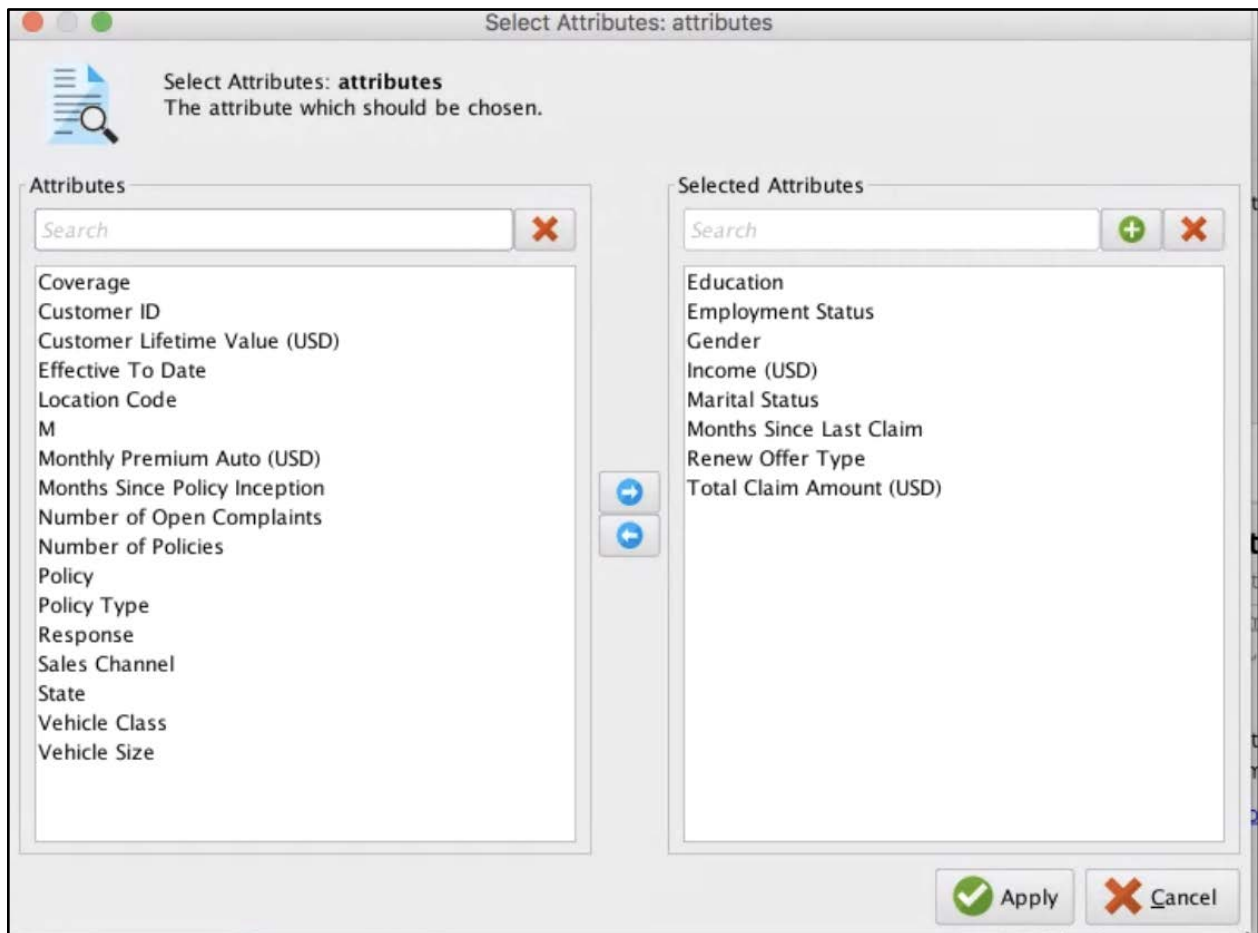 Select Attributes: attributes
Select Attributes: attributes
The attribute which should be chosen.
Attributes
Search
Coverage
Customer ID
Customer Lifetime Value (USD)
Effective To Date
Location Code
M
Monthly Premium Auto (USD)
Months Since Policy Inception
Number of Open Complaints
Number of Policies
Policy
Policy Type
Response
Sales Channel
State
Vehicle Class
Vehicle Size
Selected Attributes
Search
Education
Employment Status
Gender
Income (USD)
Marital Status
Months Since Last Claim
Renew Offer Type
Total Claim Amount (USD)
Apply
Cancel